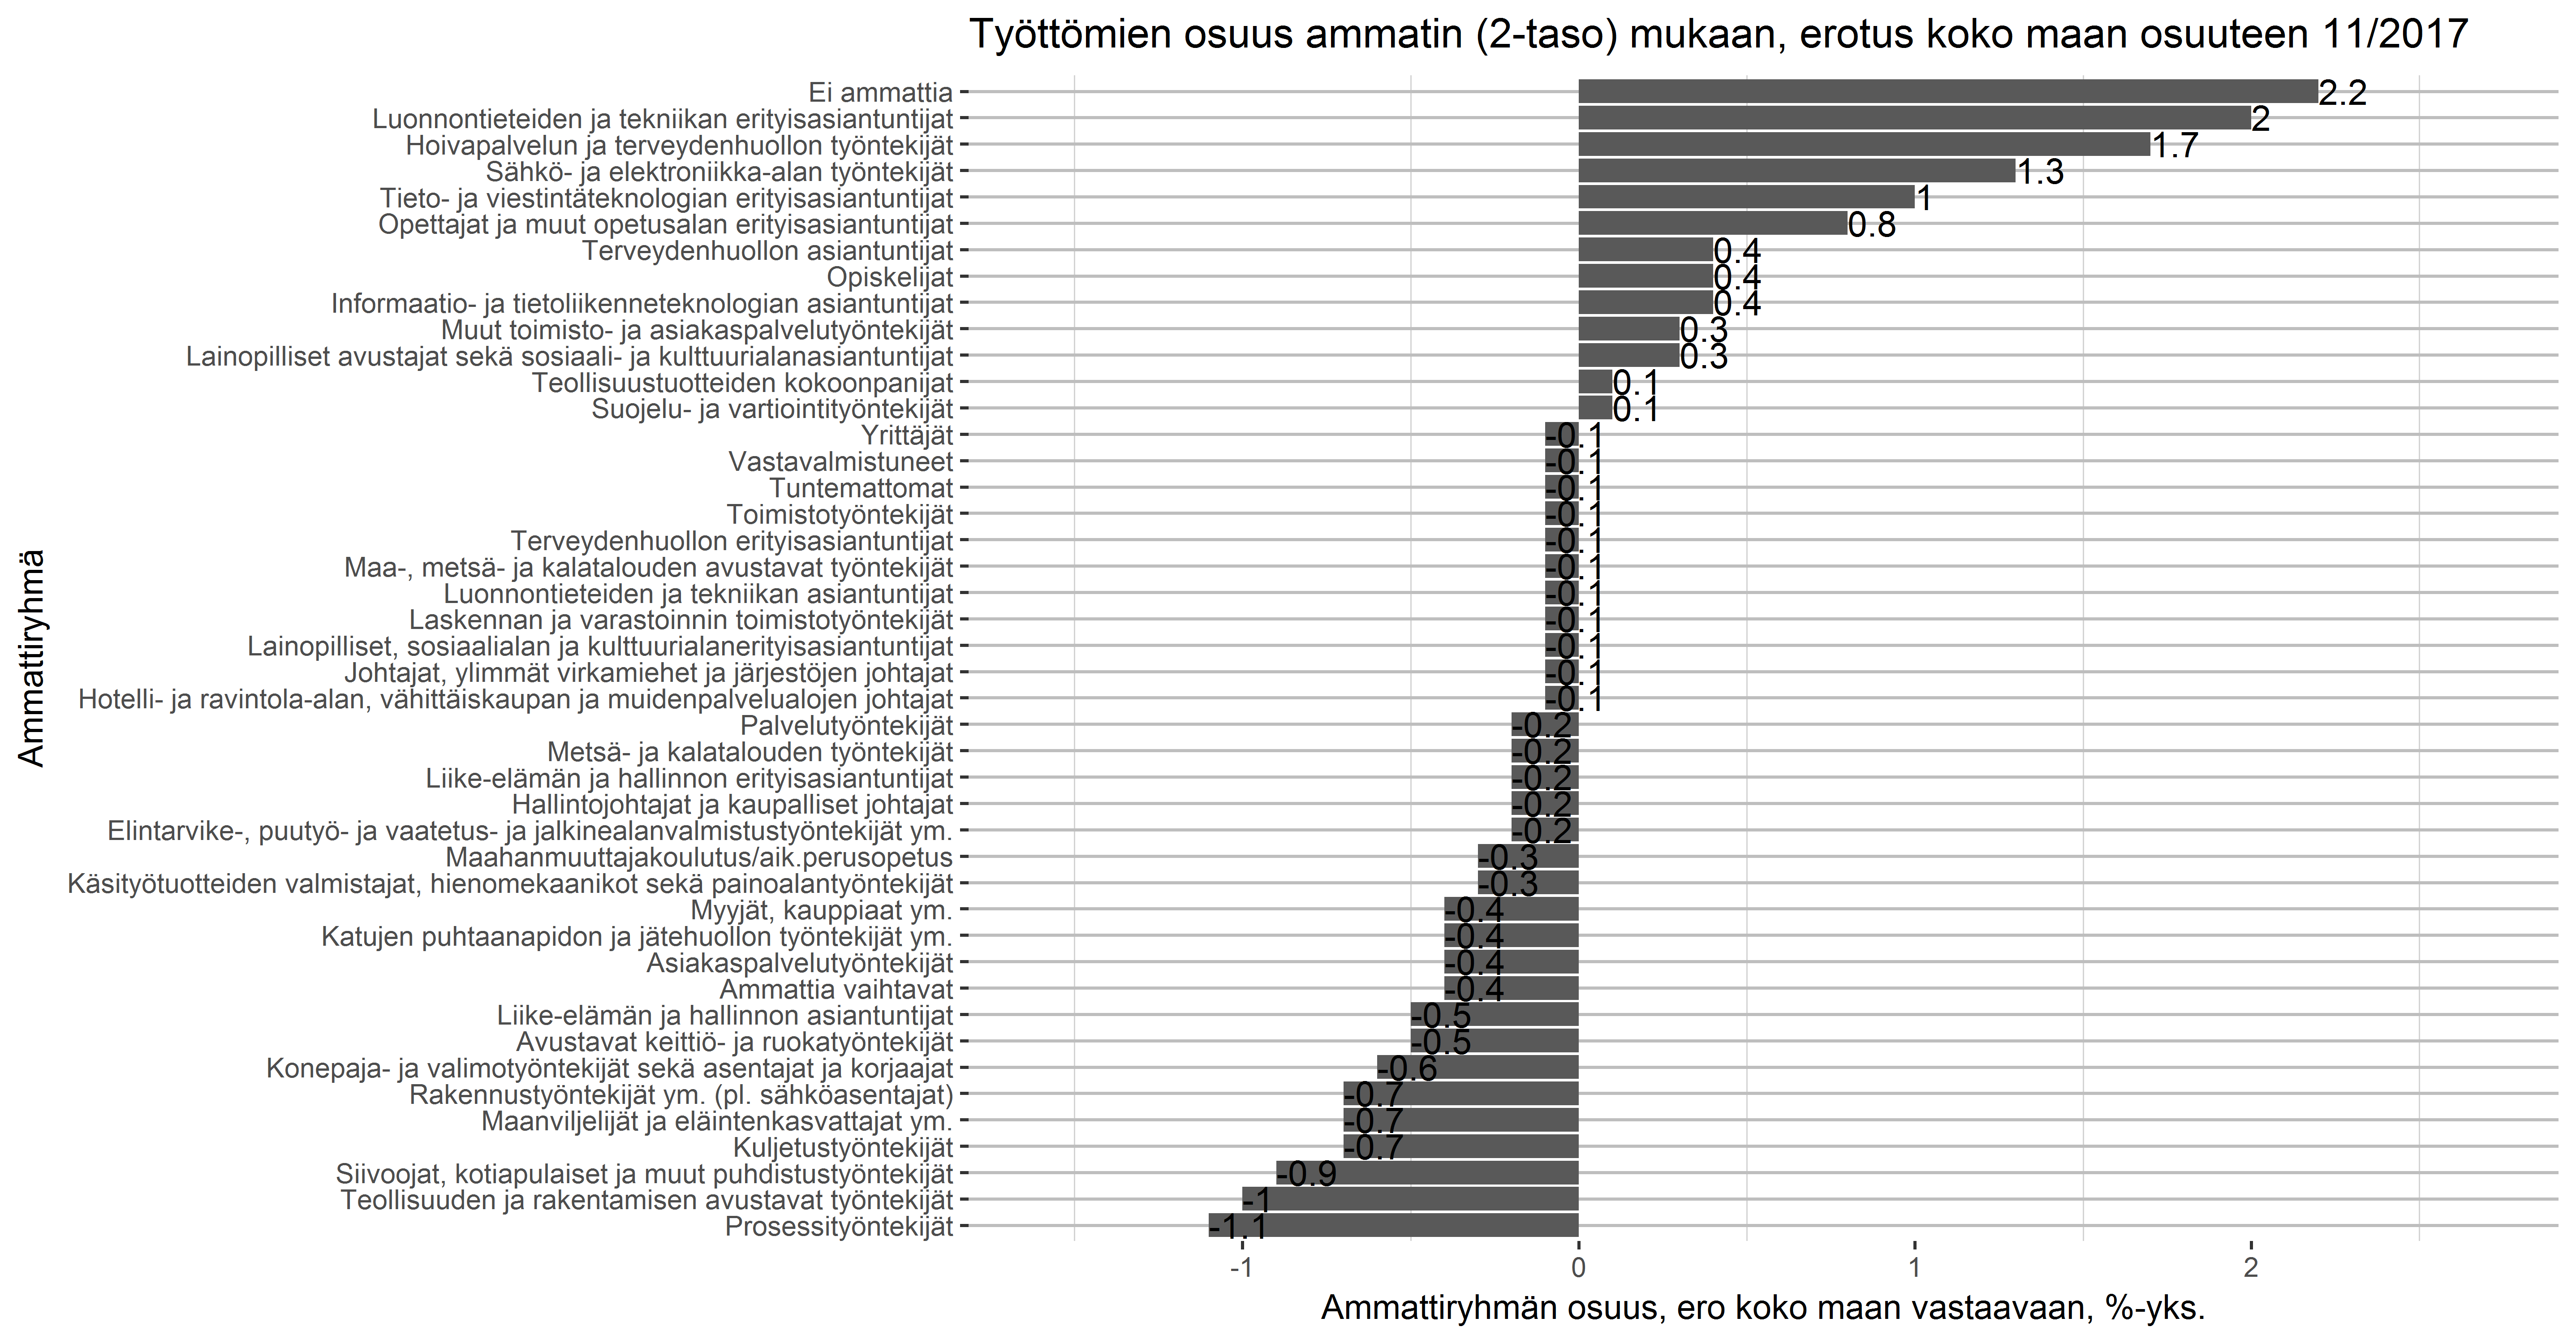 Työttömien osuus ammatin (2-taso) mukaan, erotus koko maan osuuteen 11/2017
Ammattiryhmä
Ei ammattia 2.2
Luonnontieteiden ja tekniikan erityisasiantuntijat 2
Hoivapalvelun ja terveydenhuollon työntekijät 1.7
Sähkö- ja elektroniikka-alan työntekijät 1.3
Tieto- ja viestintäteknologian erityisasiantuntijat 1
Opettajat ja muut opetusalan erityisasiantuntijat 0.8
Terveydenhuollon asiantuntijat 0.4
Opiskelijat 0.4
Informaatio- ja tietoliikenneteknologian asiantuntijat 0.4
Muut toimisto- ja asiakaspalvelutyöntekijät 0.3
Lainopilliset avustajat sekä sosiaali- ja kulttuurialanasiantuntijat 0.3
Teollisuustuotteiden kokoonpanijat 0.1
Suojelu- ja vartiointityöntekijät 0.1
Yrittäjät -0.1
Vastavalmistuneet -0.1
Tuntemattomat -0.1
Toimistotyöntekijät -0.1
Terveydenhuollon erityisasiantuntijat -0.1
Maa-, metsä- ja kalatalouden avustavat työntekijät -0.1
Luonnontieteiden ja tekniikan asiantuntijat -0.1
Laskennan ja varastoinnin toimistotyöntekijät -0.1
Lainopilliset, sosiaalialan ja kulttuurialanerityisasiantuntijat -0.1
Johtajat, ylimmät virkamiehet ja järjestöjen johtajat -0.1
Hotelli- ja ravintola-alan, vähittäiskaupan ja muidenpalvelualojen johtajat -0.1
Palvelutyöntekijät -0.2
Metsä- ja kalatalouden työntekijät -0.2
Liike-elämän ja hallinnon erityisasiantuntijat -0.2
Hallintojohtajat ja kaupalliset johtajat -0.2
Elintarvike-, puutyö- ja vaatetus- ja jalkinealanvalmistustyöntekijät ym. -0.2
Maahanmuuttajakoulutus/aik.perusopetus -0.3
Käsityötuotteiden valmistajat, hienomekaanikot sekä painoalantyöntekijät -0.3
Myyjät, kauppiaat ym. -0.4
Katujen puhtaanapidon ja jätehuollon työntekijät ym. -0.4
Asiakaspalvelutyöntekijät -0.4
Ammattia vaihtavat -0.4
Liike-elämän ja hallinnon asiantuntijat -0.5
Avustavat keittiö- ja ruokatyöntekijät -0.5
Konepaja- ja valimotyöntekijät sekä asentajat ja korjaajat -0.6
Rakennustyöntekijät ym. (pl. sähköasentajat) -0.7
Maanviljelijät ja eläintenkasvattajat ym. -0.7
Kuljetustyöntekijät -0.7
Siivoojat, kotiapulaiset ja muut puhdistustyöntekijät -0.9
Teollisuuden ja rakentamisen avustavat työntekijät -1
Prosessityöntekijät -1.1
-1 0 1 2
Ammattiryhmän osuus, ero koko maan vastaavaan, %-yks.